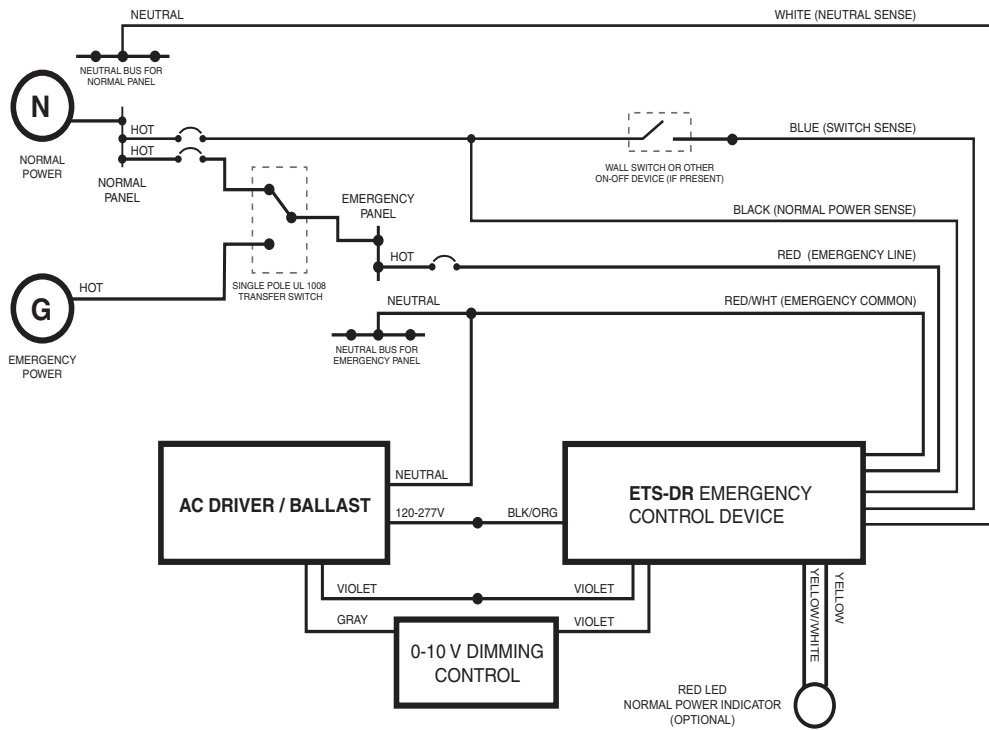 NEUTRAL
WHITE (NEUTRAL SENSE)
NEUTRAL BUS FOR
NORMAL PANEL
N
NORMAL
POWER
HOT
HOT
NORMAL
PANEL
BLUE (SWITCH SENSE)
WALL SWITCH OR OTHER
ON-OFF DEVICE (IF PRESENT)
EMERGENCY
PANEL
BLACK (NORMAL POWER SENSE)
HOT
RED (EMERGENCY LINE)
G
HOT
EMERGENCY
POWER
SINGLE POLE UL 1008
TRANSFER SWITCH
NEUTRAL
RED/WHT (EMERGENCY COMMON)
NEUTRAL BUS FOR
EMERGENCY PANEL
AC DRIVER / BALLAST
NEUTRAL
120-277V
BLK/ORG
ETS-DR EMERGENCY
CONTROL DEVICE
VIOLET
VIOLET
GRAY
VIOLET
0-10 V DIMMING
CONTROL
YELLOW/WHITE
YELLOW
RED LED
NORMAL POWER INDICATOR
(OPTIONAL)